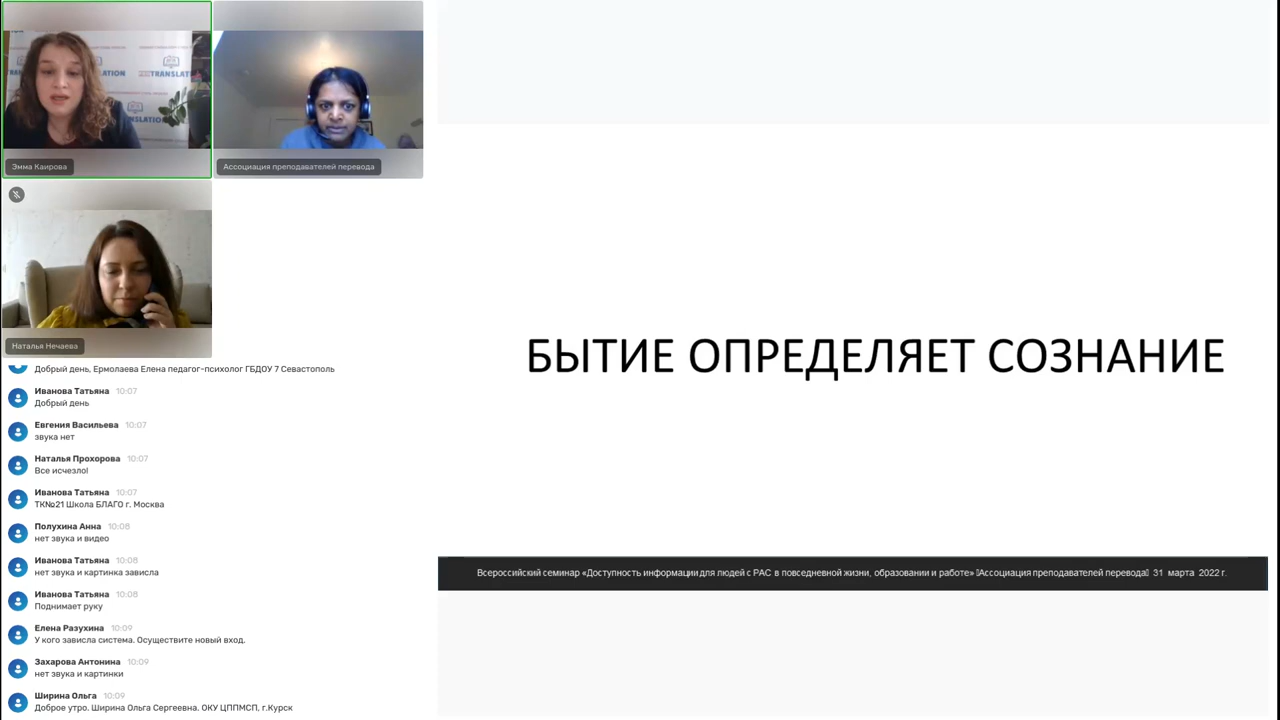 TRANSLATION
TRANSLATION
TRANSLATION
Эмма Каирова
Ассоциация преподавателей перевода
Наталья Нечаева
Добрый день, Ермолаева Елена педагог-психолог ГБДОУ 7 Севастополь
Иванова Татьяна 10:07
Добрый день
Евгения Васильева 10:07
звука нет
Наталья Прохорова 10:07
Все исчезло!
Иванова Татьяна 10:07
ТК№21 Школа БЛАГО г. Москва
Полухина Анна 10:08
нет звука и видео
Иванова Татьяна 10:08
нет звука и картинка зависла
Иванова Татьяна 10:08
Поднимает руку
Елена Разухина 10:09
У кого зависла система. Осуществите новый вход.
Захарова Антонина 10:09
нет звука и картинки
Ширина Ольга 10:09
Доброе утро. Ширина Ольга Сергеевна. ОКУ ЦППМСП, г.Курск
БЫТИЕ ОПРЕДЕЛЯЕТ СОЗНАНИЕ
Всероссийский семинар «Доступность информации для людей с РАС в повседневной жизни, образовании и работе» Ассоциация преподавателей перевода 31 марта 2022 г.